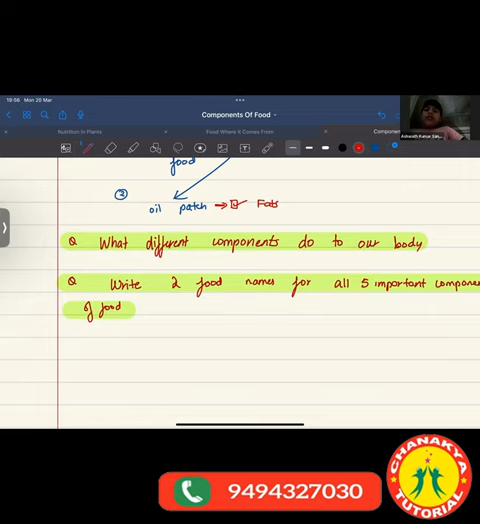 19:56 Mon 20 Mar
Components Of Food
Nutrition In Plants
Food Where It Comes From
food
②
oil patch → Fats
Q What different components do to our body
Q Write 2 food names for all 5 important compone
of food
9494327030
CHANAKYA
TUTORIAL